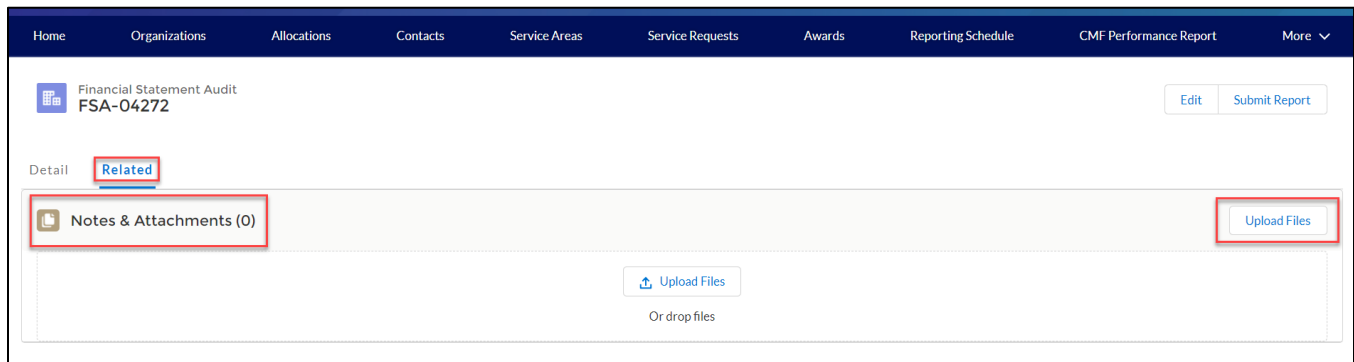 Home Organizations Allocations Contacts Service Areas Service Requests Awards Reporting Schedule CMF Performance Report More
Financial Statement Audit
FSA-04272
Edit Submit Report
Detail Related
Notes & Attachments (0) Upload Files
Upload Files
Or drop files